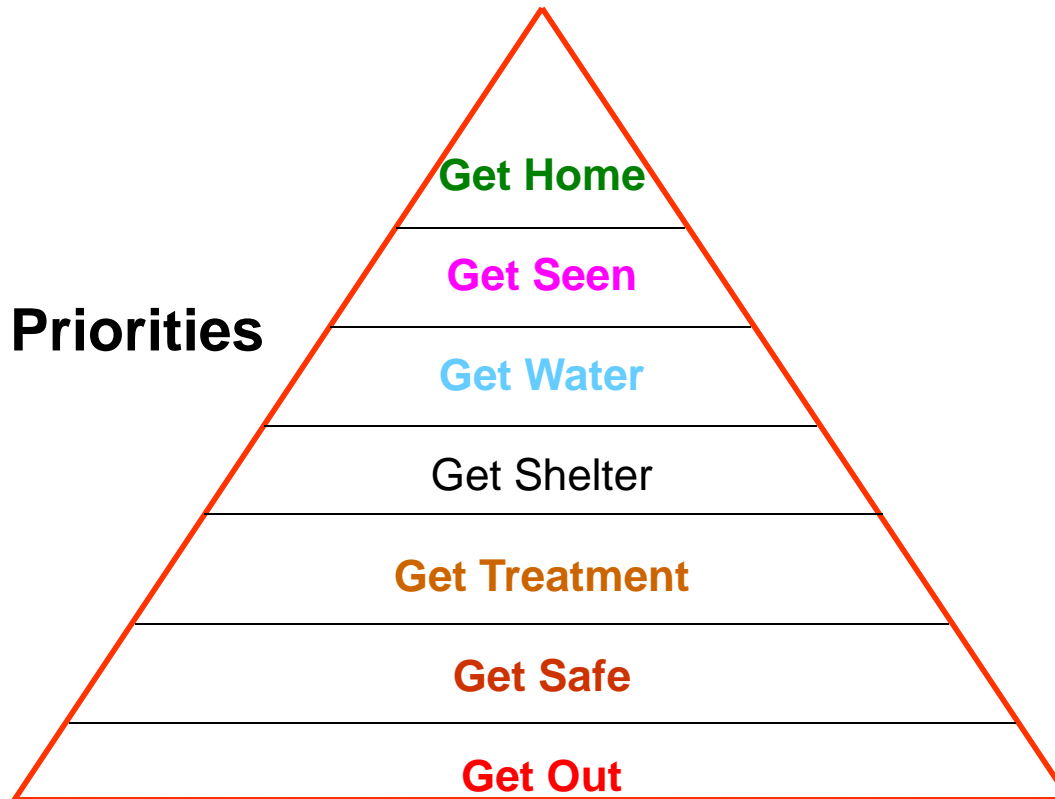 Get Home
Get Seen
Priorities
Get Water
Get Shelter
Get Treatment
Get Safe
Get Out